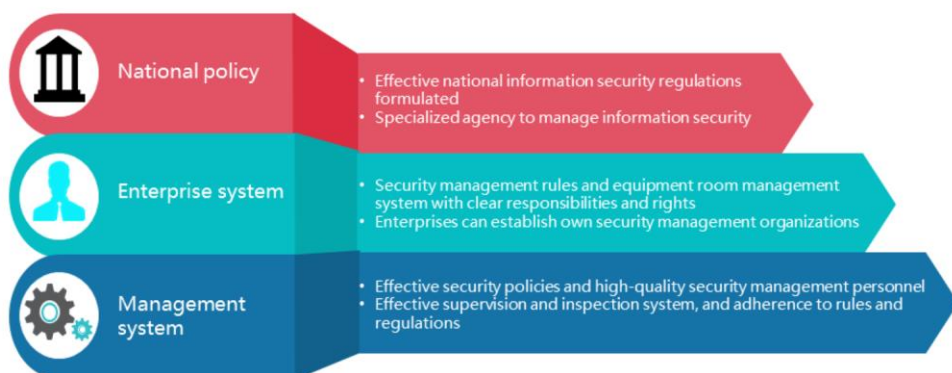 National policy
• Effective national information security regulations
formulated
• Specialized agency to manage information security
Enterprise system
• Security management rules and equipment room management
system with clear responsibilities and rights
• Enterprises can establish own security management organizations
Management
system
• Effective security policies and high-quality security management personnel
• Effective supervision and inspection system, and adherence to rules and
regulations